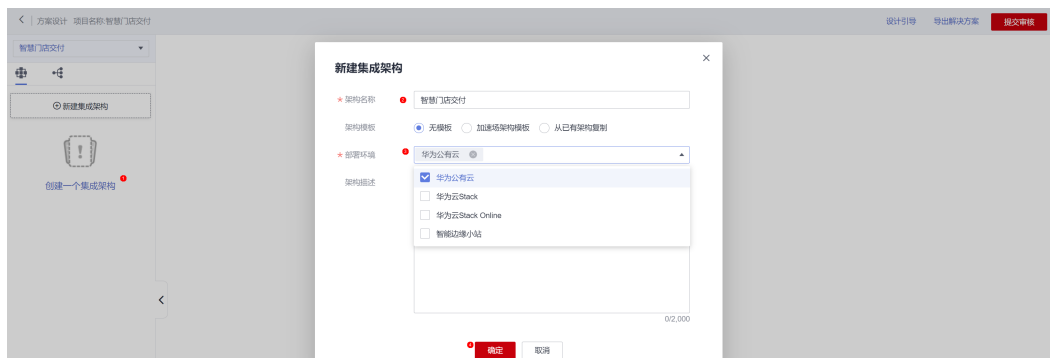 方案设计 项目名称:智慧门店交付
设计引导 导出解决方案 提交审核
智慧门店交付
新建集成架构
创建一个集成架构 1
新建集成架构
* 架构名称 2 智慧门店交付
架构模板 无模板 加速场架构模板 从已有架构复制
* 部署环境 3 华为公有云
架构描述
华为公有云
华为云Stack
华为云Stack Online
智能边缘小站
0/2,000
4 确定 取消